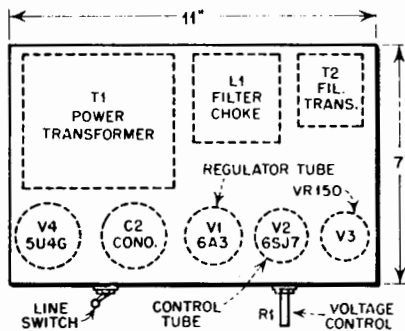 11"
T1
POWER
TRANSFORMER
L1
FILTER
CHOKE
T2
FIL.
TRANS.
7
REGULATOR TUBE
VR150
V4
5U4G
C2
COND.
V1
6A3
V2
6SJ7
V3
LINE
SWITCH
CONTROL
TUBE
R1
VOLTAGE
CONTROL